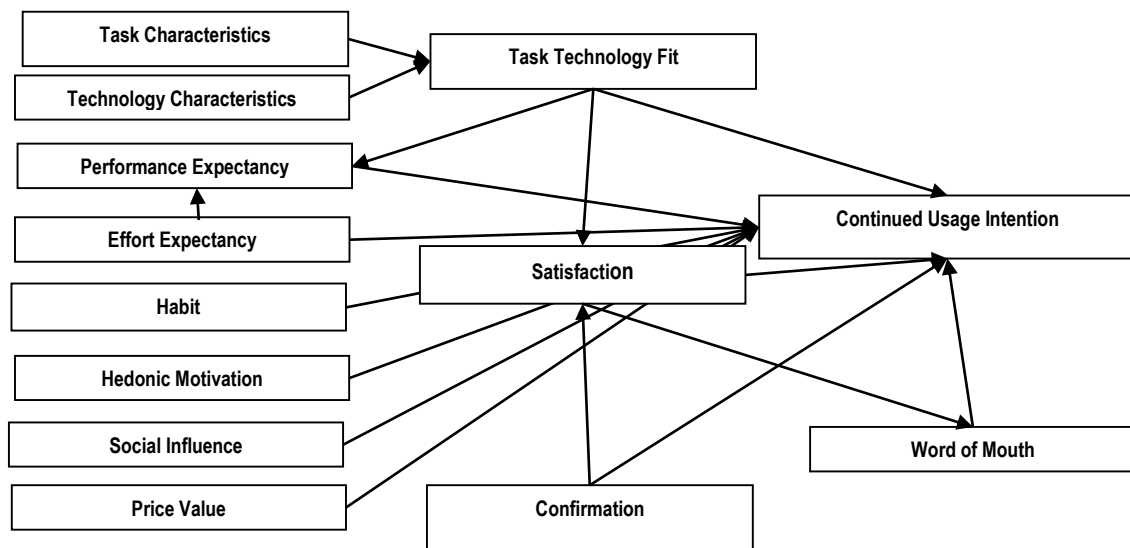 Task Characteristics
Task Technology Fit
Technology Characteristics
Performance Expectancy
Continued Usage Intention
Effort Expectancy
Satisfaction
Habit
Hedonic Motivation
Social Influence
Word of Mouth
Price Value
Confirmation